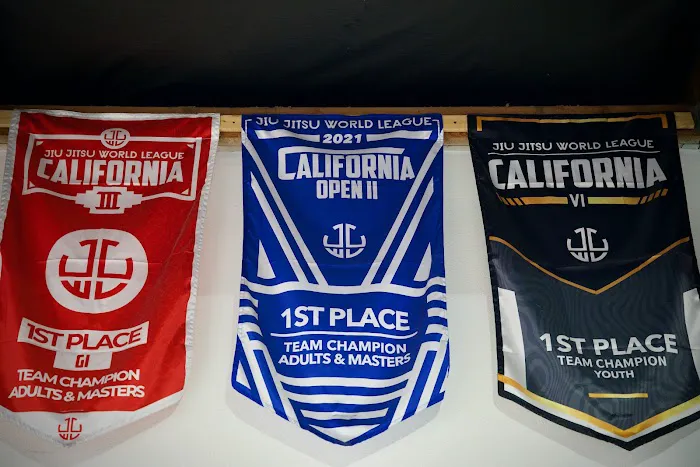 JIU JITSU WORLD LEAGUE
CALIFORNIA
III
1ST PLACE
GI
TEAM CHAMPION
ADULTS & MASTERS
JIU JITSU WORLD LEAGUE
2021
CALIFORNIA
OPEN II
1ST PLACE
TEAM CHAMPION
ADULTS & MASTERS
JIU JITSU WORLD LEAGUE
CALIFORNIA
VI
1ST PLACE
TEAM CHAMPION
YOUTH